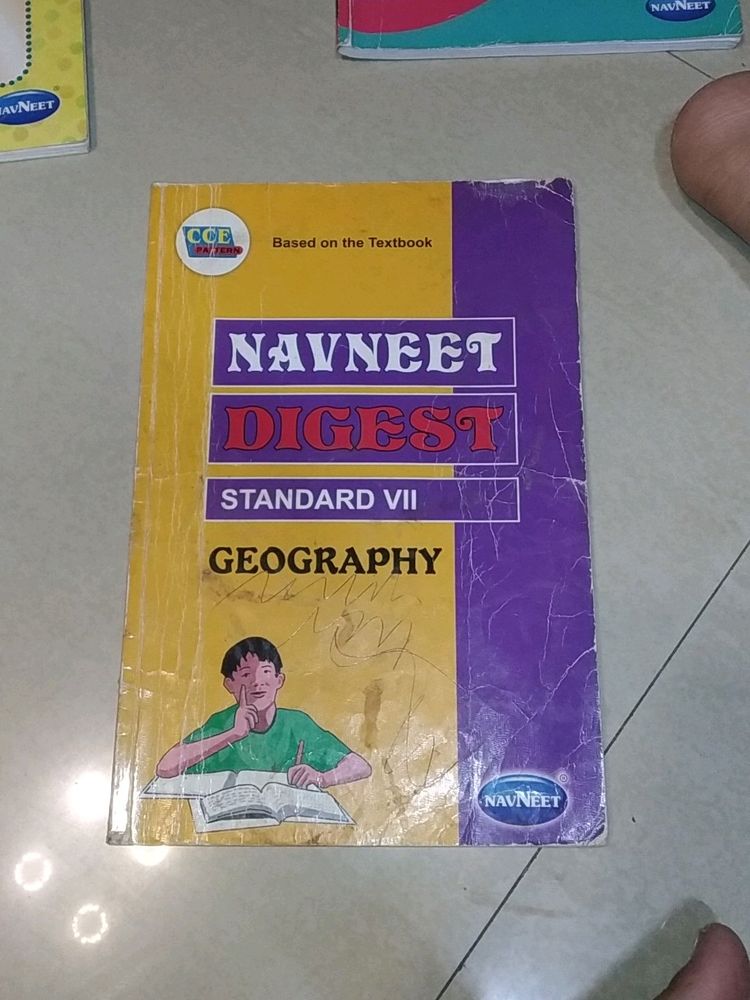 NAVNEET
NAVNEET
CCE
PATTERN
Based on the Textbook
NAVNEET
DIGEST
STANDARD VII
GEOGRAPHY
NAVNEET
®